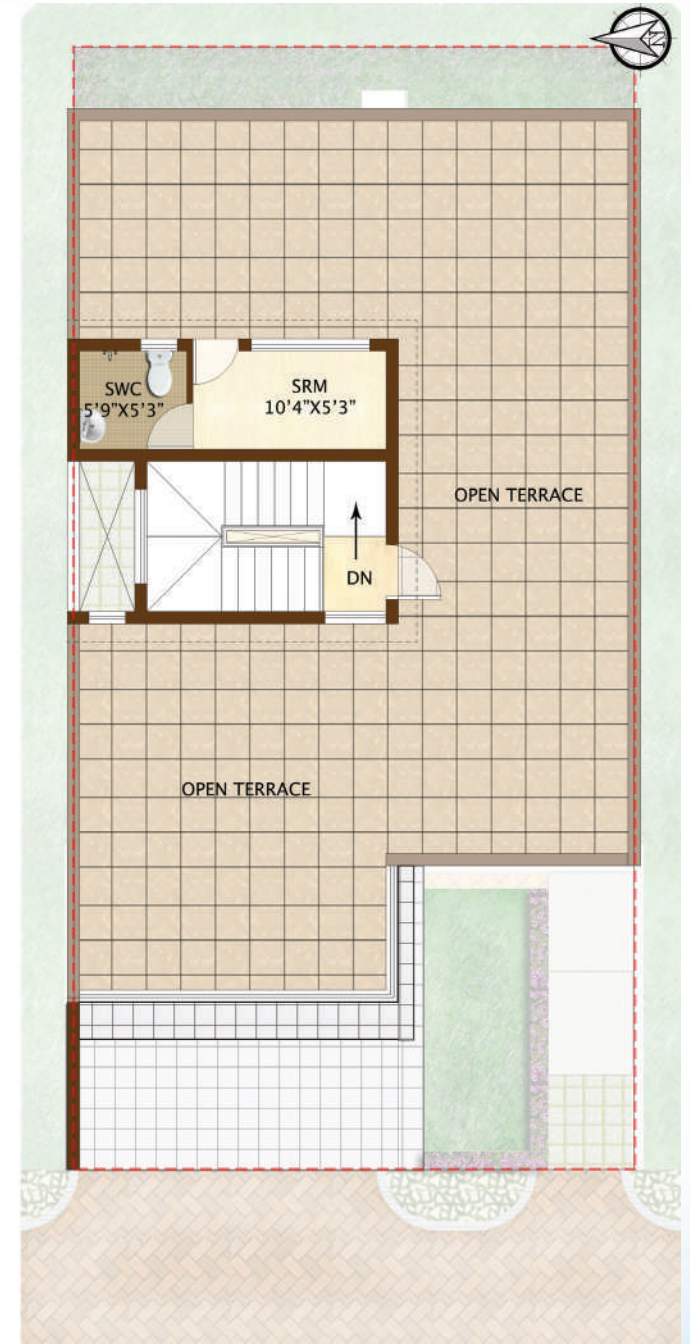 N
SWC
5'9"X5'3"
SRM
10'4"X5'3"
OPEN TERRACE
DN
OPEN TERRACE